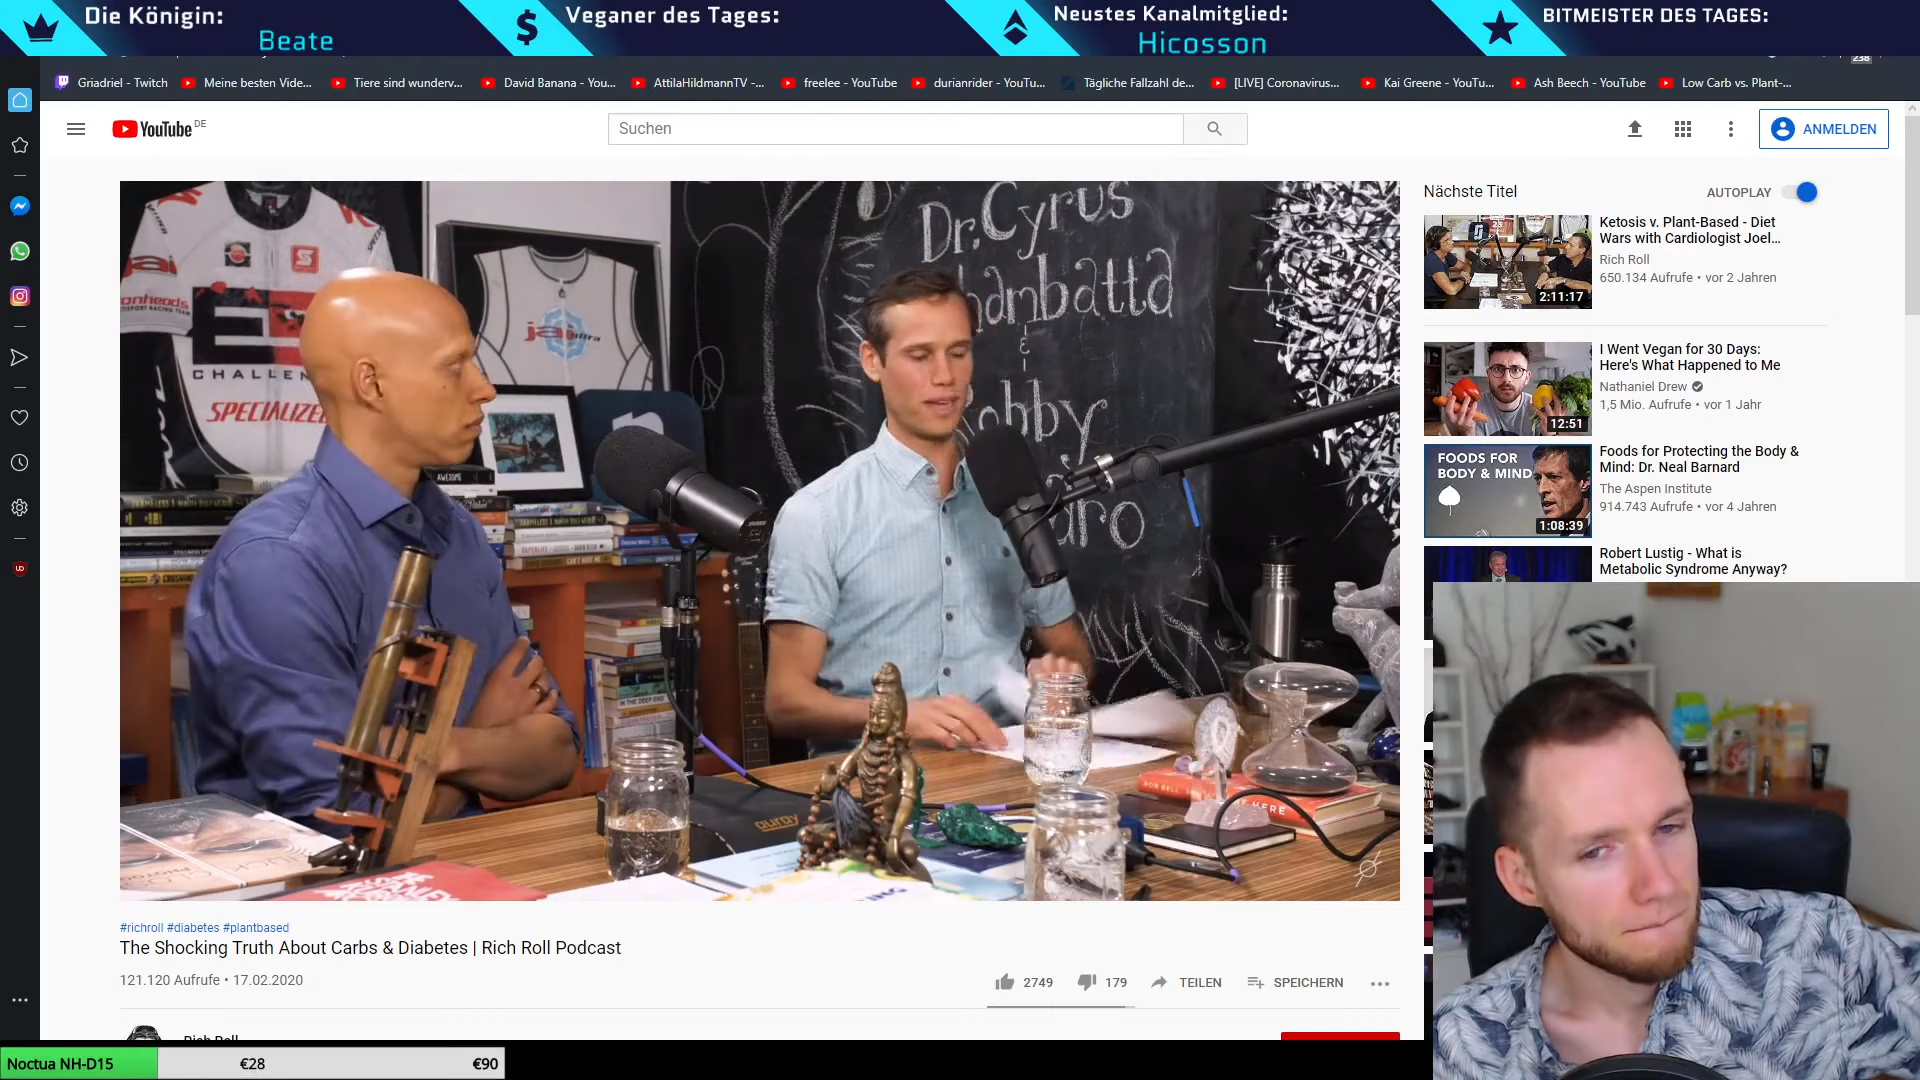 Die Königin:
Beate
Veganer des Tages:
Neustes Kanalmitglied:
Hicosson
BITMEISTER DES TAGES:
238
Griadriel - Twitch
Meine besten Vide...
Tiere sind wunderv...
David Banana - You...
AttilaHildmannTV -...
freelee - YouTube
durianrider - YouTu...
Tägliche Fallzahl de...
[LIVE] Coronavirus...
Kai Greene - YouTu...
Ash Beech - YouTube
Low Carb vs. Plant-...
YouTube DE
Suchen
ANMELDEN
Dr. Cyrus
&
CHALLEN
SPECIALIZE
AWESOME
HERE
Nächste Titel
AUTOPLAY
Ketosis v. Plant-Based - Diet
Wars with Cardiologist Joel...
Rich Roll
650.134 Aufrufe • vor 2 Jahren
2:11:17
I Went Vegan for 30 Days:
Here's What Happened to Me
Nathaniel Drew
1,5 Mio. Aufrufe • vor 1 Jahr
12:51
FOODS FOR
BODY & MIND
Foods for Protecting the Body &
Mind: Dr. Neal Barnard
The Aspen Institute
914.743 Aufrufe • vor 4 Jahren
1:08:39
Robert Lustig - What is
Metabolic Syndrome Anyway?
#richroll #diabetes #plantbased
The Shocking Truth About Carbs & Diabetes | Rich Roll Podcast
121.120 Aufrufe • 17.02.2020
2749
179
TEILEN
SPEICHERN
Rich Roll
Noctua NH-D15
€28
€90